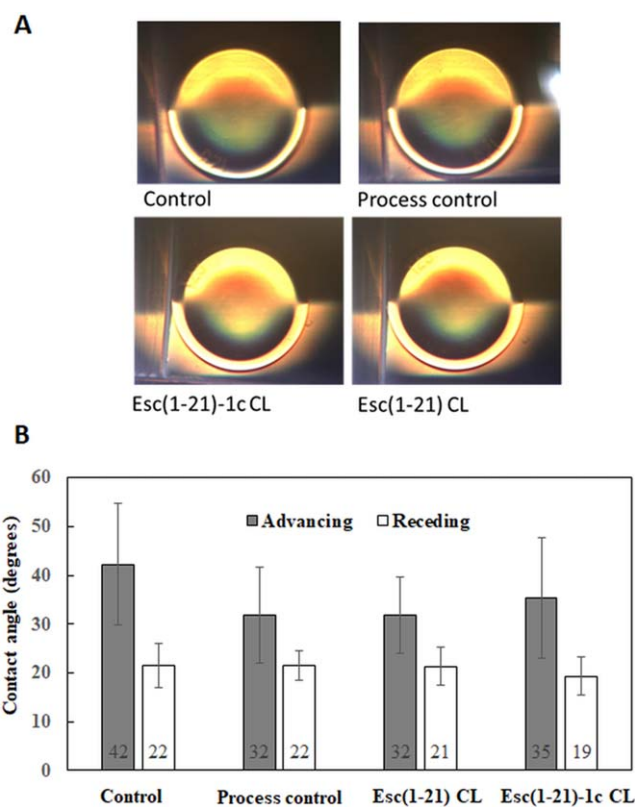 A
Control Process control
Esc(1-21)-1c CL Esc(1-21) CL
B
60
50
40
30
20
10
0
Contact angle (degrees)
Advancing Receding
42 22 32 22 32 21 35 19
Control Process control Esc(1-21) CL Esc(1-21)-1c CL